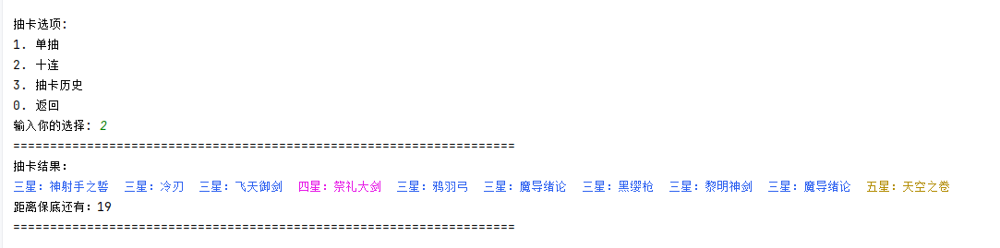 抽卡选项:
1. 单抽
2. 十连
3. 抽卡历史
0. 返回
输入你的选择: 2
====================================================================
抽卡结果:
三星: 神射手之誓 三星: 冷刃 三星: 飞天御剑 四星: 祭礼大剑 三星: 鸦羽弓 三星: 魔导绪论 三星: 黑缨枪 三星: 黎明神剑 三星: 魔导绪论 五星: 天空之卷
距离保底还有: 19
====================================================================